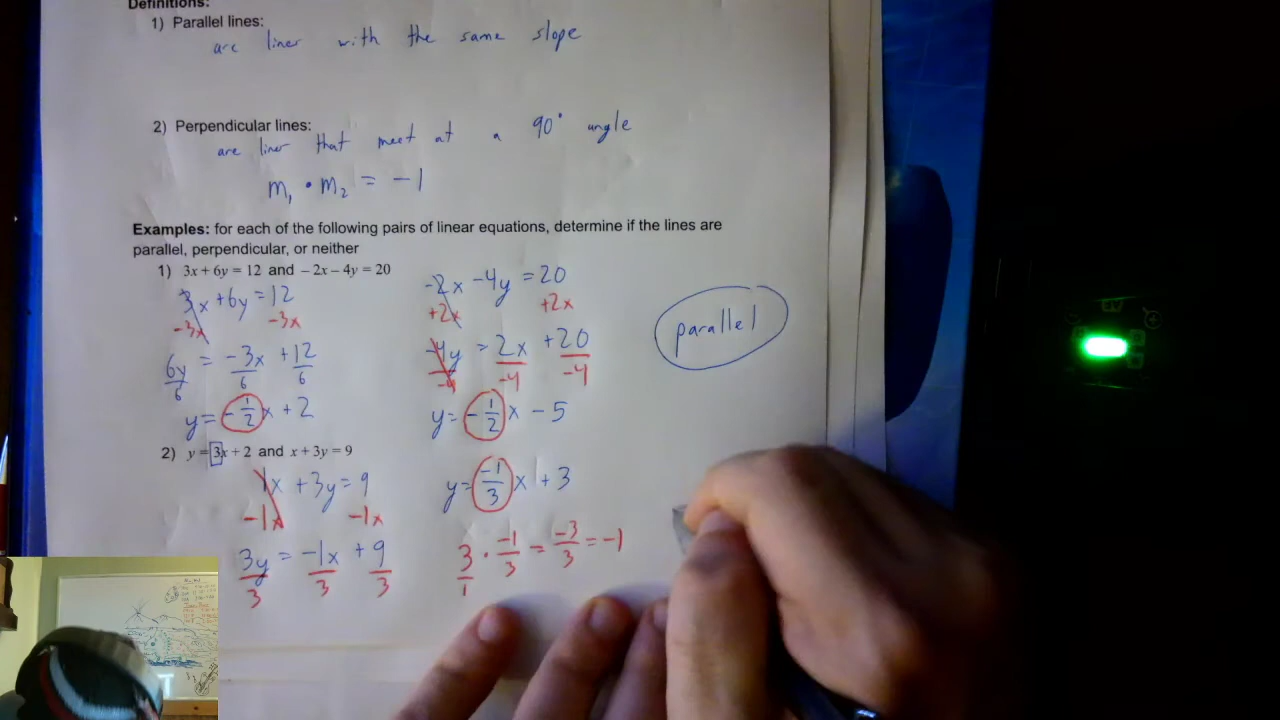 Definitions:
1) Parallel lines:
are liner with the same slope
2) Perpendicular lines:
are liner that meet at a 90° angle
m₁ • m₂ = -1
Examples: for each of the following pairs of linear equations, determine if the lines are
parallel, perpendicular, or neither
1) 3x + 6y = 12 and – 2x – 4y = 20
3x + 6y = 12
-2x - 4y = 20
-3x -3x
+2x +2x
parallel
6y/6 = -3x/6 + 12/6
-4y/-4 = 2x/-4 + 20/-4
y = -1/2 x + 2
y = -1/2 x - 5
2) y = 3x + 2 and x + 3y = 9
1x + 3y = 9
y = -1/3 x + 3
-1x -1x
3y/3 = -1x/3 + 9/3
3/1 · -1/3 = -3/3 = -1